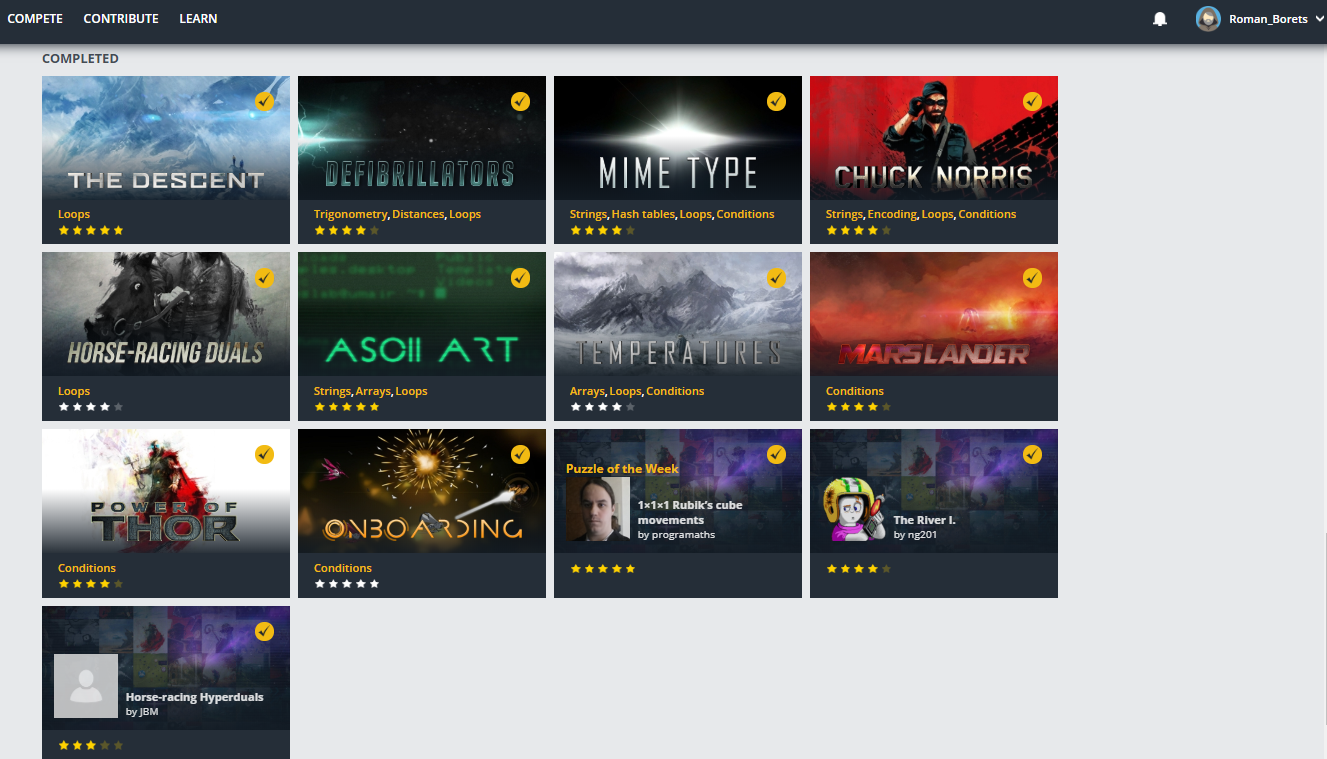 COMPETE CONTRIBUTE LEARN Roman_Borets
COMPLETED
THE DESCENT
Loops
DEFIBRILLATORS
Trigonometry, Distances, Loops
MIME TYPE
Strings, Hash tables, Loops, Conditions
CHUCK NORRIS
Strings, Encoding, Loops, Conditions
HORSE-RACING DUALS
Loops
ASCII ART
Strings, Arrays, Loops
TEMPERATURES
Arrays, Loops, Conditions
MARS LANDER
Conditions
POWER OF
THOR
Conditions
ONBOARDING
Conditions
Puzzle of the Week
1×1×1 Rubik's cube
movements
by programaths
The River I.
by ng201
Horse-racing Hyperduals
by JBM